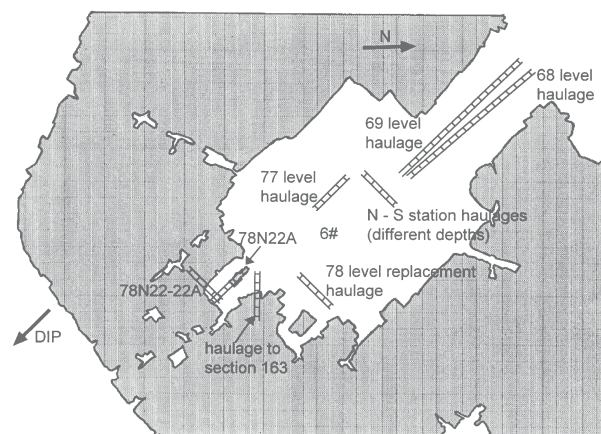 N
68 level
haulage
69 level
haulage
77 level
haulage
N - S station haulages
(different depths)
6#
78N22A
78 level replacement
haulage
78N22-22A
DIP
haulage to
section 163